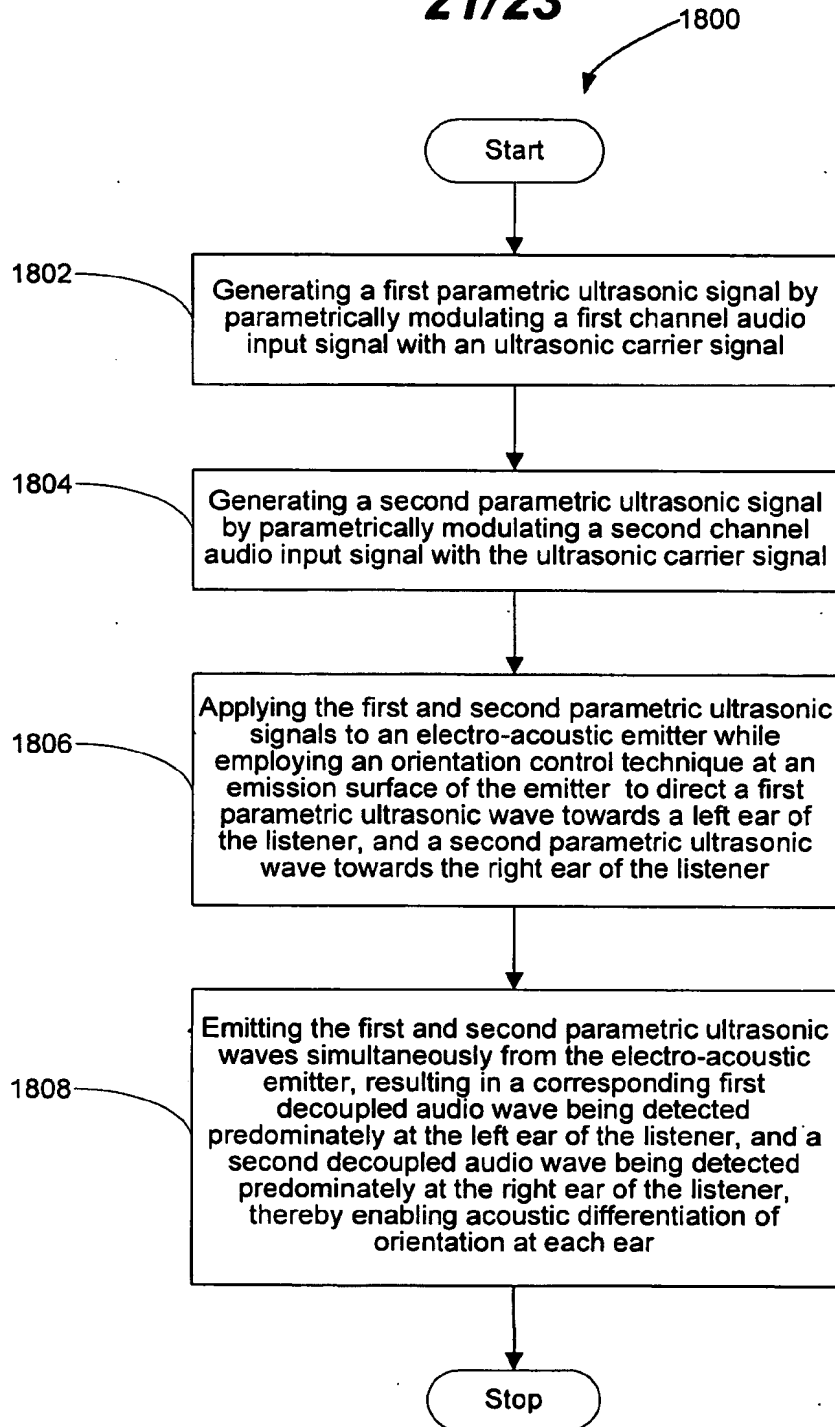 21/23
1800
Start
1802
Generating a first parametric ultrasonic signal by
parametrically modulating a first channel audio
input signal with an ultrasonic carrier signal
1804
Generating a second parametric ultrasonic signal
by parametrically modulating a second channel
audio input signal with the ultrasonic carrier signal
1806
Applying the first and second parametric ultrasonic
signals to an electro-acoustic emitter while
employing an orientation control technique at an
emission surface of the emitter to direct a first
parametric ultrasonic wave towards a left ear of
the listener, and a second parametric ultrasonic
wave towards the right ear of the listener
1808
Emitting the first and second parametric ultrasonic
waves simultaneously from the electro-acoustic
emitter, resulting in a corresponding first
decoupled audio wave being detected
predominately at the left ear of the listener, and a
second decoupled audio wave being detected
predominately at the right ear of the listener,
thereby enabling acoustic differentiation of
orientation at each ear
Stop